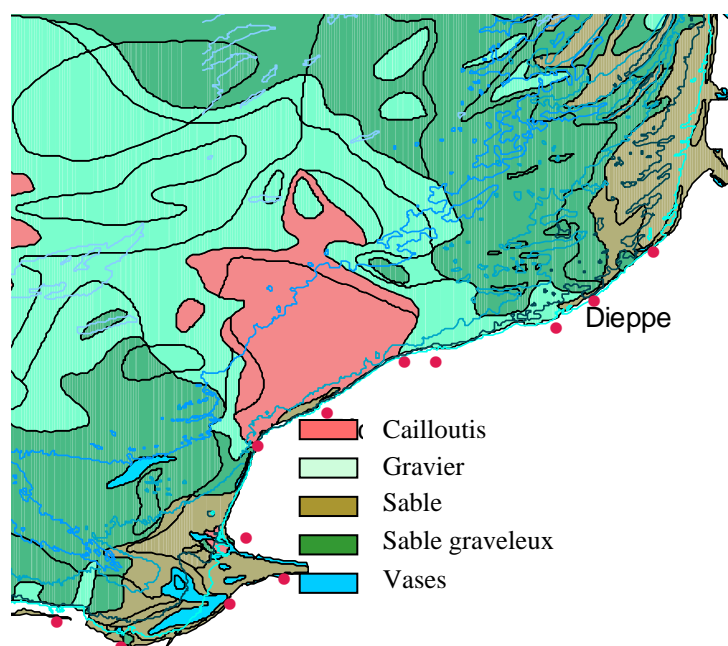 Dieppe
Cailloutis
Gravier
Sable
Sable graveleux
Vases